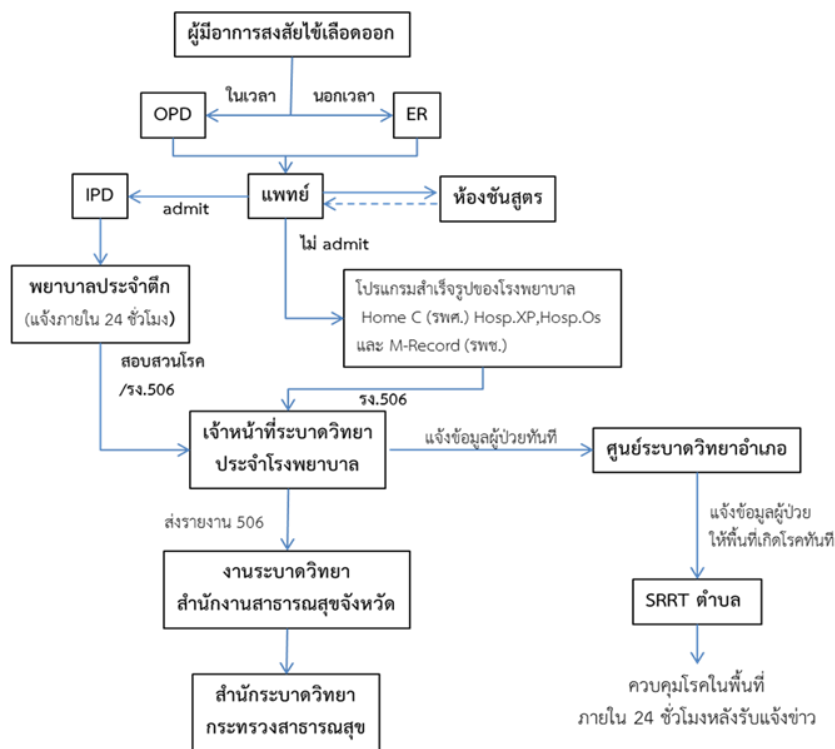 ผู้มีอาการสงสัยไข้เลือดออก
ในเวลา
นอกเวลา
OPD
ER
IPD
admit
แพทย์
ห้องชันสูตร
ไม่ admit
พยาบาลประจำตึก
(แจ้งภายใน 24 ชั่วโมง)
โปรแกรมสำเร็จรูปของโรงพยาบาล
Home C (รพศ.) Hosp.XP,Hosp.Os
และ M-Record (รพช.)
สอบสวนโรค
/รง.506
รง.506
เจ้าหน้าที่ระบาดวิทยา
ประจำโรงพยาบาล
แจ้งข้อมูลผู้ป่วยทันที
ศูนย์ระบาดวิทยาอำเภอ
ส่งรายงาน 506
แจ้งข้อมูลผู้ป่วย
ให้พื้นที่เกิดโรคทันที
งานระบาดวิทยา
สำนักงานสาธารณสุขจังหวัด
SRRT ตำบล
สำนักระบาดวิทยา
กระทรวงสาธารณสุข
ควบคุมโรคในพื้นที่
ภายใน 24 ชั่วโมงหลังรับแจ้งข่าว